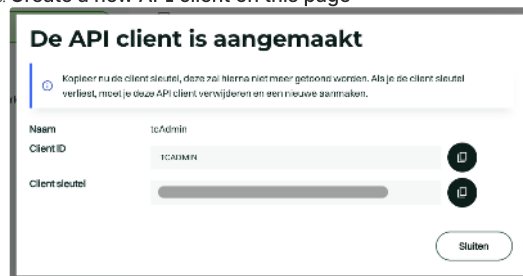 Create a new API client on this page
De API client is aangemaakt
Kopieer nu de client sleutel, deze zal hierna niet meer getoond worden. Als je de client sleutel
verliest, moet je deze API client verwijderen en een nieuwe aanmaken.
Naam tcAdmin
Client ID TCADMIN
Client sleutel
Sluiten